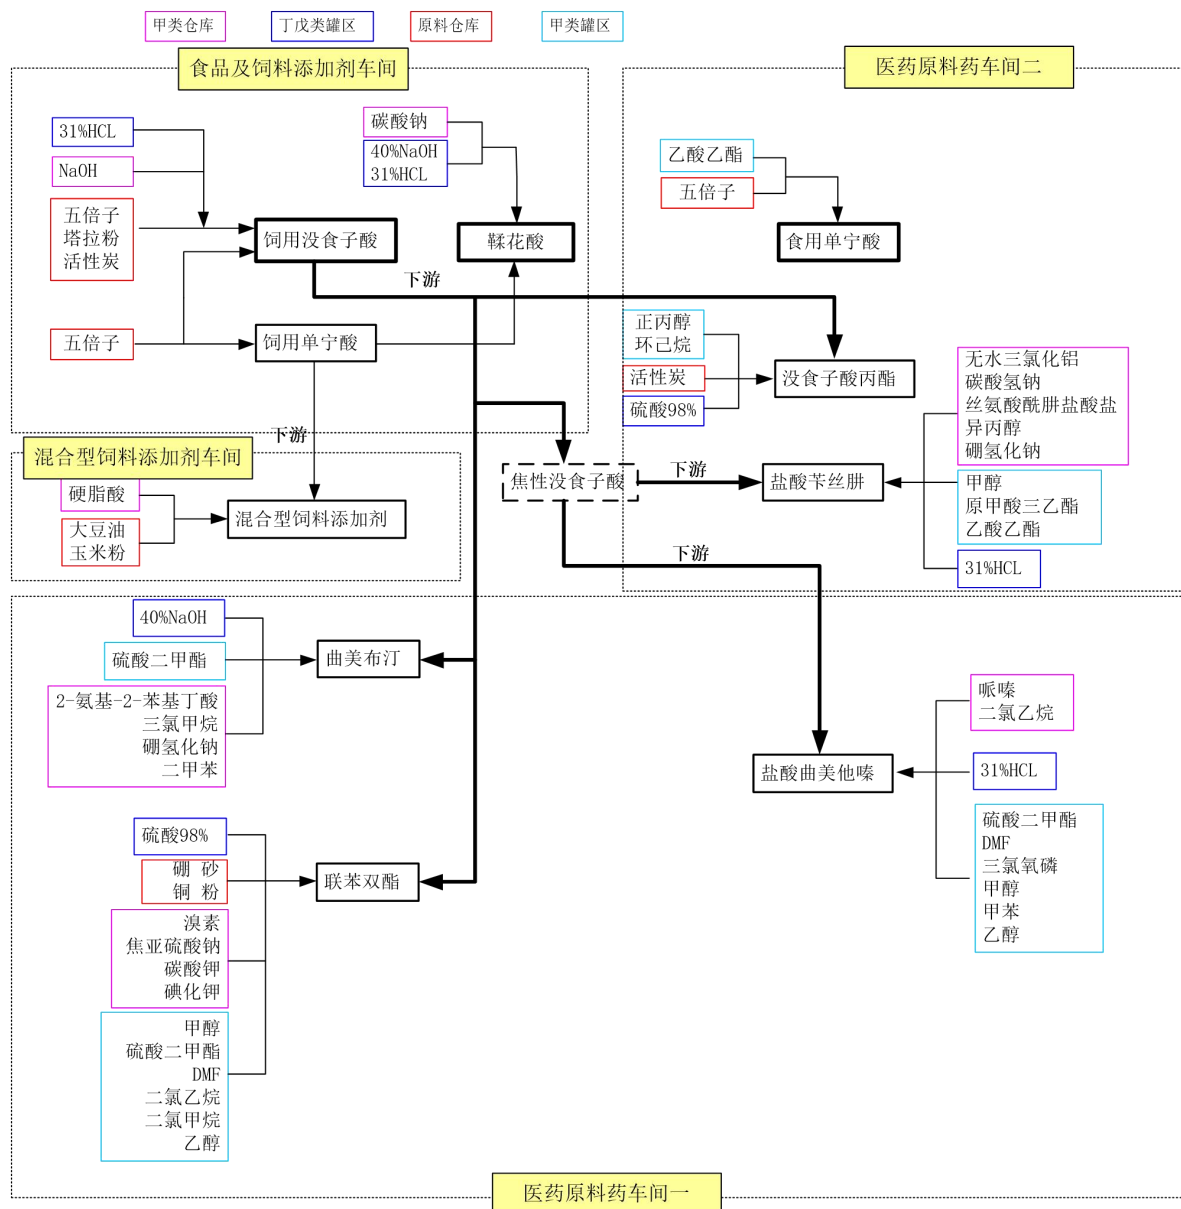 甲类仓库
丁戊类罐区
原料仓库
甲类罐区
食品及饲料添加剂车间
31%HCL
NaOH
五倍子
塔拉粉
活性炭
五倍子
碳酸钠
40%NaOH
31%HCL
饲用没食子酸
鞣花酸
饲用单宁酸
下游
下游
混合型饲料添加剂车间
硬脂酸
大豆油
玉米粉
混合型饲料添加剂
医药原料药车间二
乙酸乙酯
五倍子
食用单宁酸
正丙醇
环己烷
活性炭
硫酸98%
没食子酸丙酯
焦性没食子酸
下游
盐酸苄丝肼
无水三氯化铝
碳酸氢钠
丝氨酸酰肼盐酸盐
异丙醇
硼氢化钠
甲醇
原甲酸三乙酯
乙酸乙酯
31%HCL
下游
40%NaOH
硫酸二甲酯
2-氨基-2-苯基丁酸
三氯甲烷
硼氢化钠
二甲苯
曲美布汀
硫酸98%
硼 砂
铜 粉
溴素
焦亚硫酸钠
碳酸钾
碘化钾
甲醇
硫酸二甲酯
DMF
二氯乙烷
二氯甲烷
乙醇
联苯双酯
盐酸曲美他嗪
哌嗪
二氯乙烷
31%HCL
硫酸二甲酯
DMF
三氯氧磷
甲醇
甲苯
乙醇
医药原料药车间一